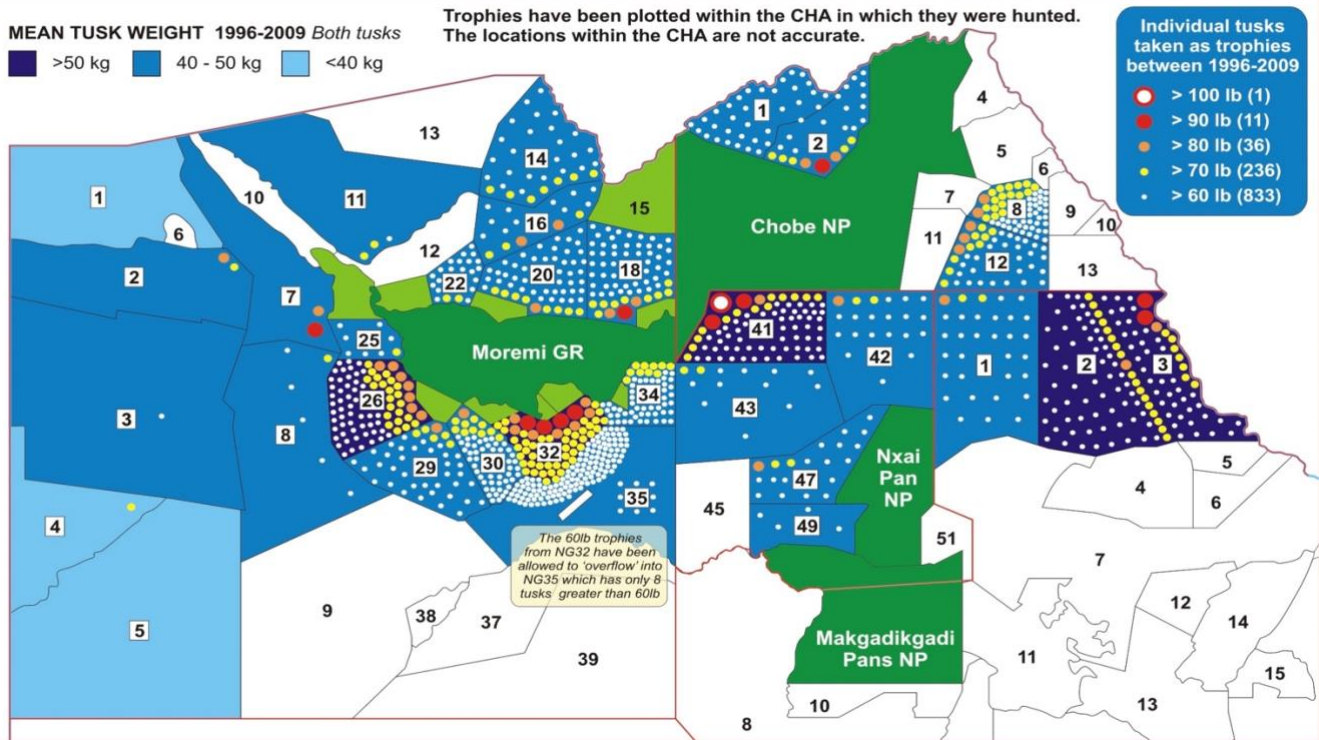 MEAN TUSK WEIGHT 1996-2009 Both tusks
>50 kg
40 - 50 kg
<40 kg
Trophies have been plotted within the CHA in which they were hunted.
The locations within the CHA are not accurate.
Individual tusks
taken as trophies
between 1996-2009
> 100 lb (1)
> 90 lb (11)
> 80 lb (36)
> 70 lb (236)
> 60 lb (833)
1
2
4
13
5
14
6
1
10
11
15
7
8
9
10
6
16
Chobe NP
12
11
12
13
2
22
20
18
7
41
25
Moremi GR
42
1
2
3
26
34
43
3
8
32
29
30
47
Nxai
Pan
NP
5
4
6
35
45
49
51
4
The 60lb trophies
from NG32 have been
allowed to 'overflow' into
NG35 which has only 8
tusks greater than 60lb
7
9
38
37
12
14
5
Makgadikgadi
Pans NP
39
11
15
10
13
8